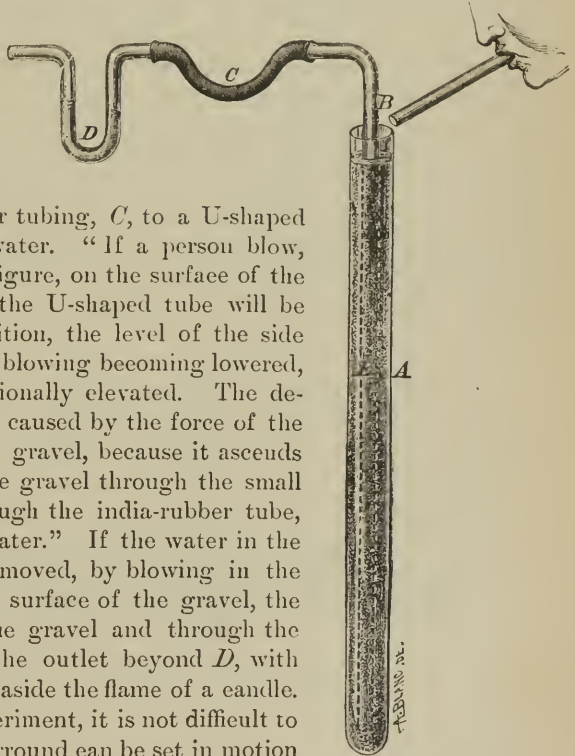 C
B
D
r tubing, C, to a U-shaped
vater. “ If a person blow,
igure, on the surface of the
the U-shaped tube will be
ition, the level of the side
blowing becoming lowered,
ionally elevated. The de-
caused by the force of the
gravel, because it ascends
e gravel through the small
ugh the india-rubber tube,
ater.” If the water in the
moved, by blowing in the
surface of the gravel, the
ne gravel and through the
he outlet beyond D, with
aside the flame of a candle.
eriment, it is not difficult to
round can be set in motion
A
A.BLANC DE.